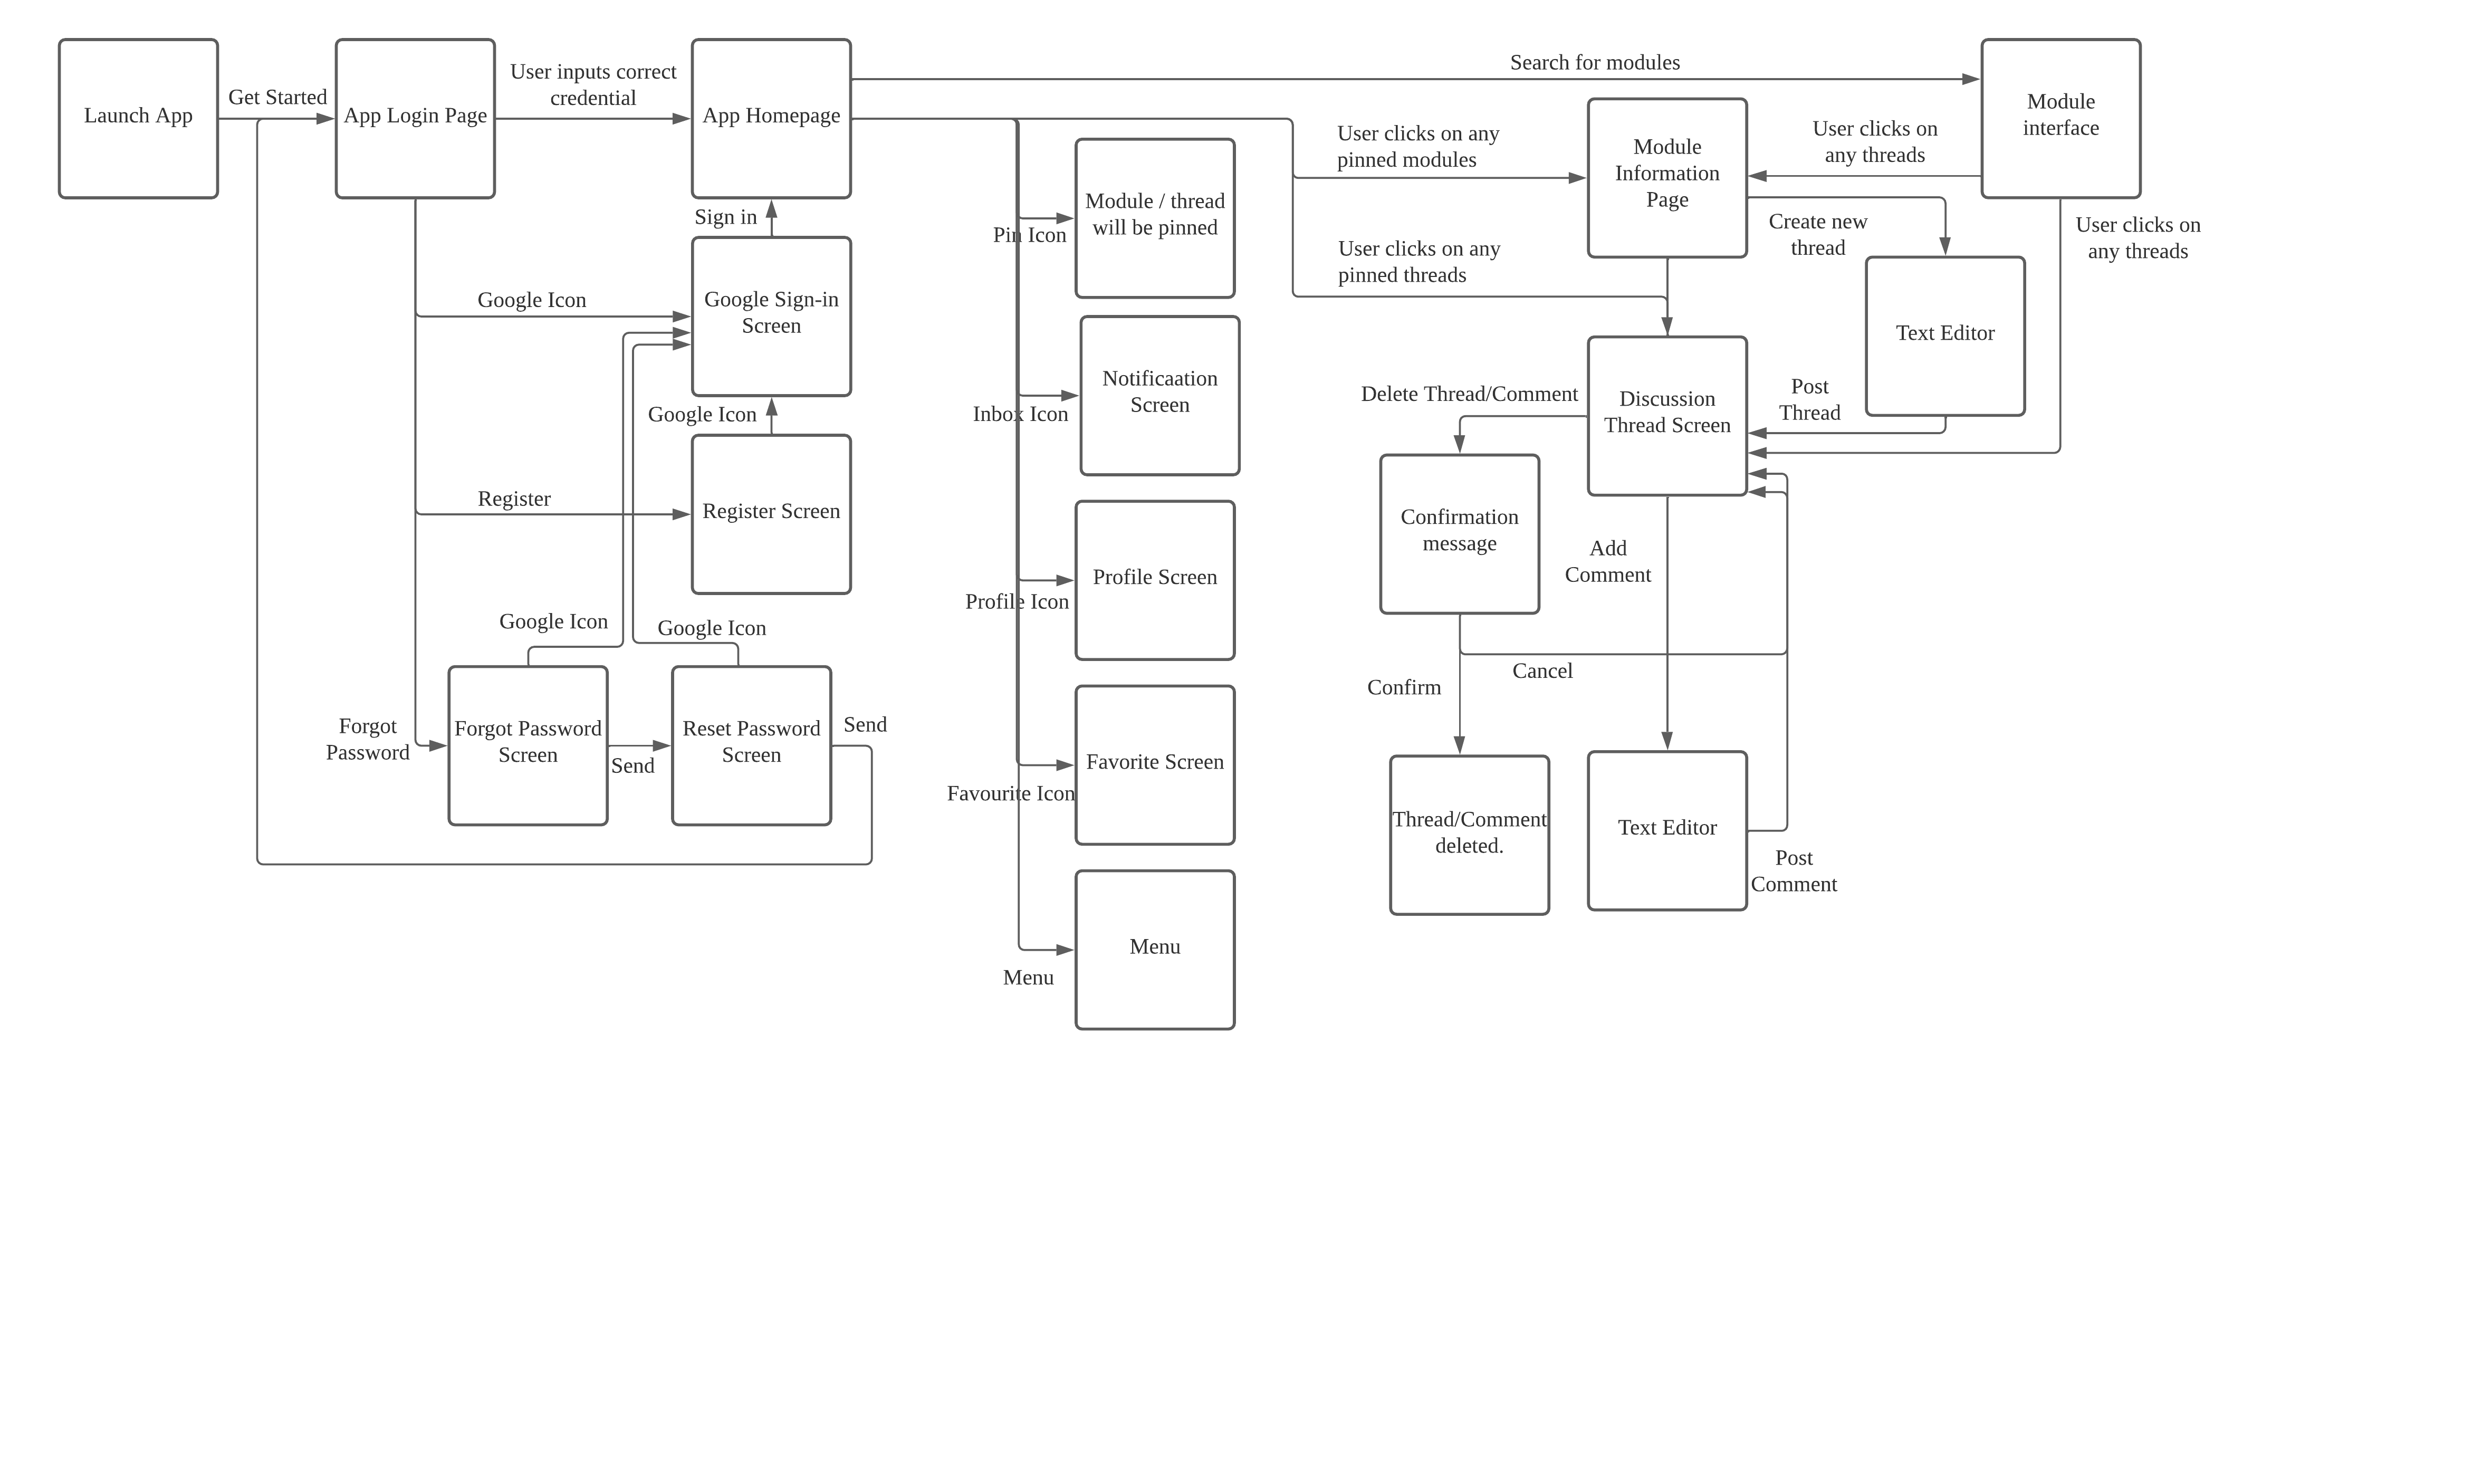 Launch App
Get Started
App Login Page
User inputs correct
credential
App Homepage
Search for modules
Module
interface
User clicks on any
pinned modules
Module
Information
Page
User clicks on
any threads
Module / thread
will be pinned
Sign in
Pin Icon
User clicks on any
pinned threads
Create new
thread
User clicks on
any threads
Google Icon
Google Sign-in
Screen
Text Editor
Notificaation
Screen
Inbox Icon
Google Icon
Delete Thread/Comment
Discussion
Thread Screen
Post
Thread
Register
Register Screen
Confirmation
message
Add
Comment
Profile Screen
Profile Icon
Google Icon
Google Icon
Confirm
Cancel
Forgot
Password
Forgot Password
Screen
Send
Reset Password
Screen
Send
Favorite Screen
Favourite Icon
Thread/Comment
deleted.
Text Editor
Post
Comment
Menu
Menu